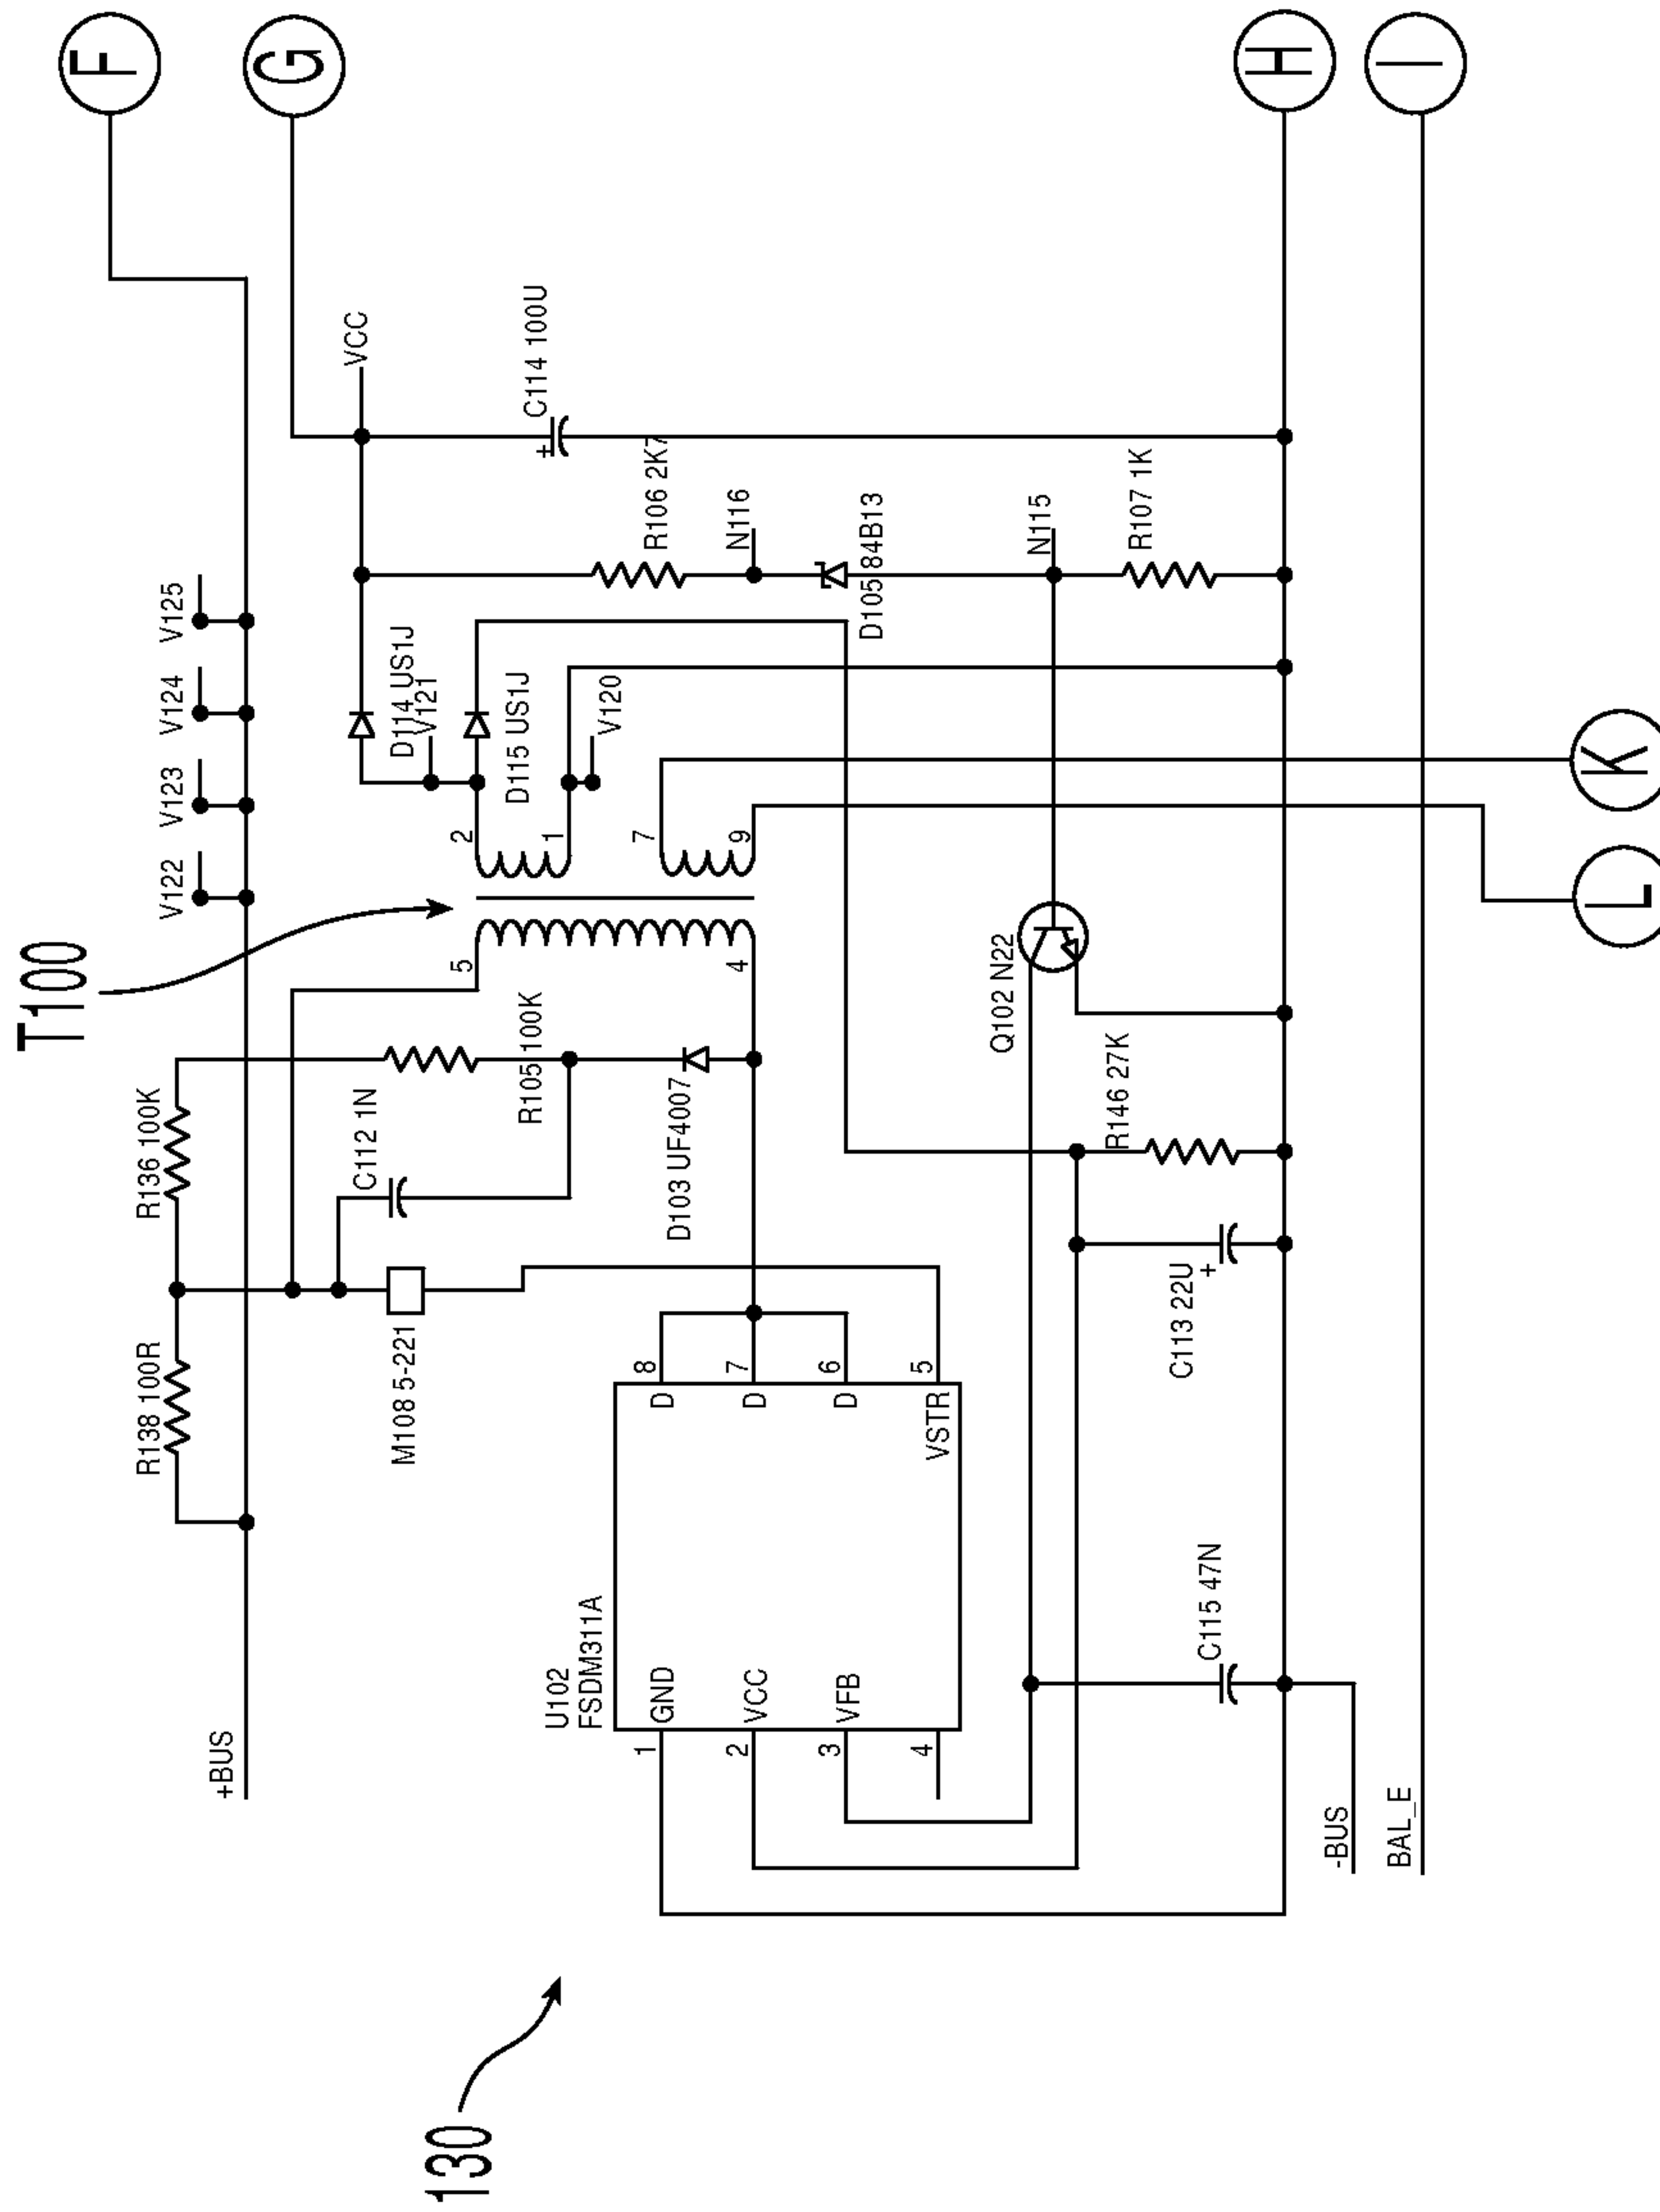 T100
130
F
G
H
I
K
L
+BUS
R138 100R
R136 100K
V122
V123
V124
V125
VCC
C112 1N
M108 5-221
R105 100K
D103 UF4007
5
4
2
1
7
9
D114 US1J
V121
D115 US1J
V120
C114 100U
R106 2K7
N116
D105 84B13
N115
R107 1K
U102
FSDM311A
GND
VCC
VFB
D
D
D
VSTR
1
2
3
4
8
7
6
5
Q102 N22
R146 27K
C113 22U
C115 47N
+
+
-BUS
BAL_E